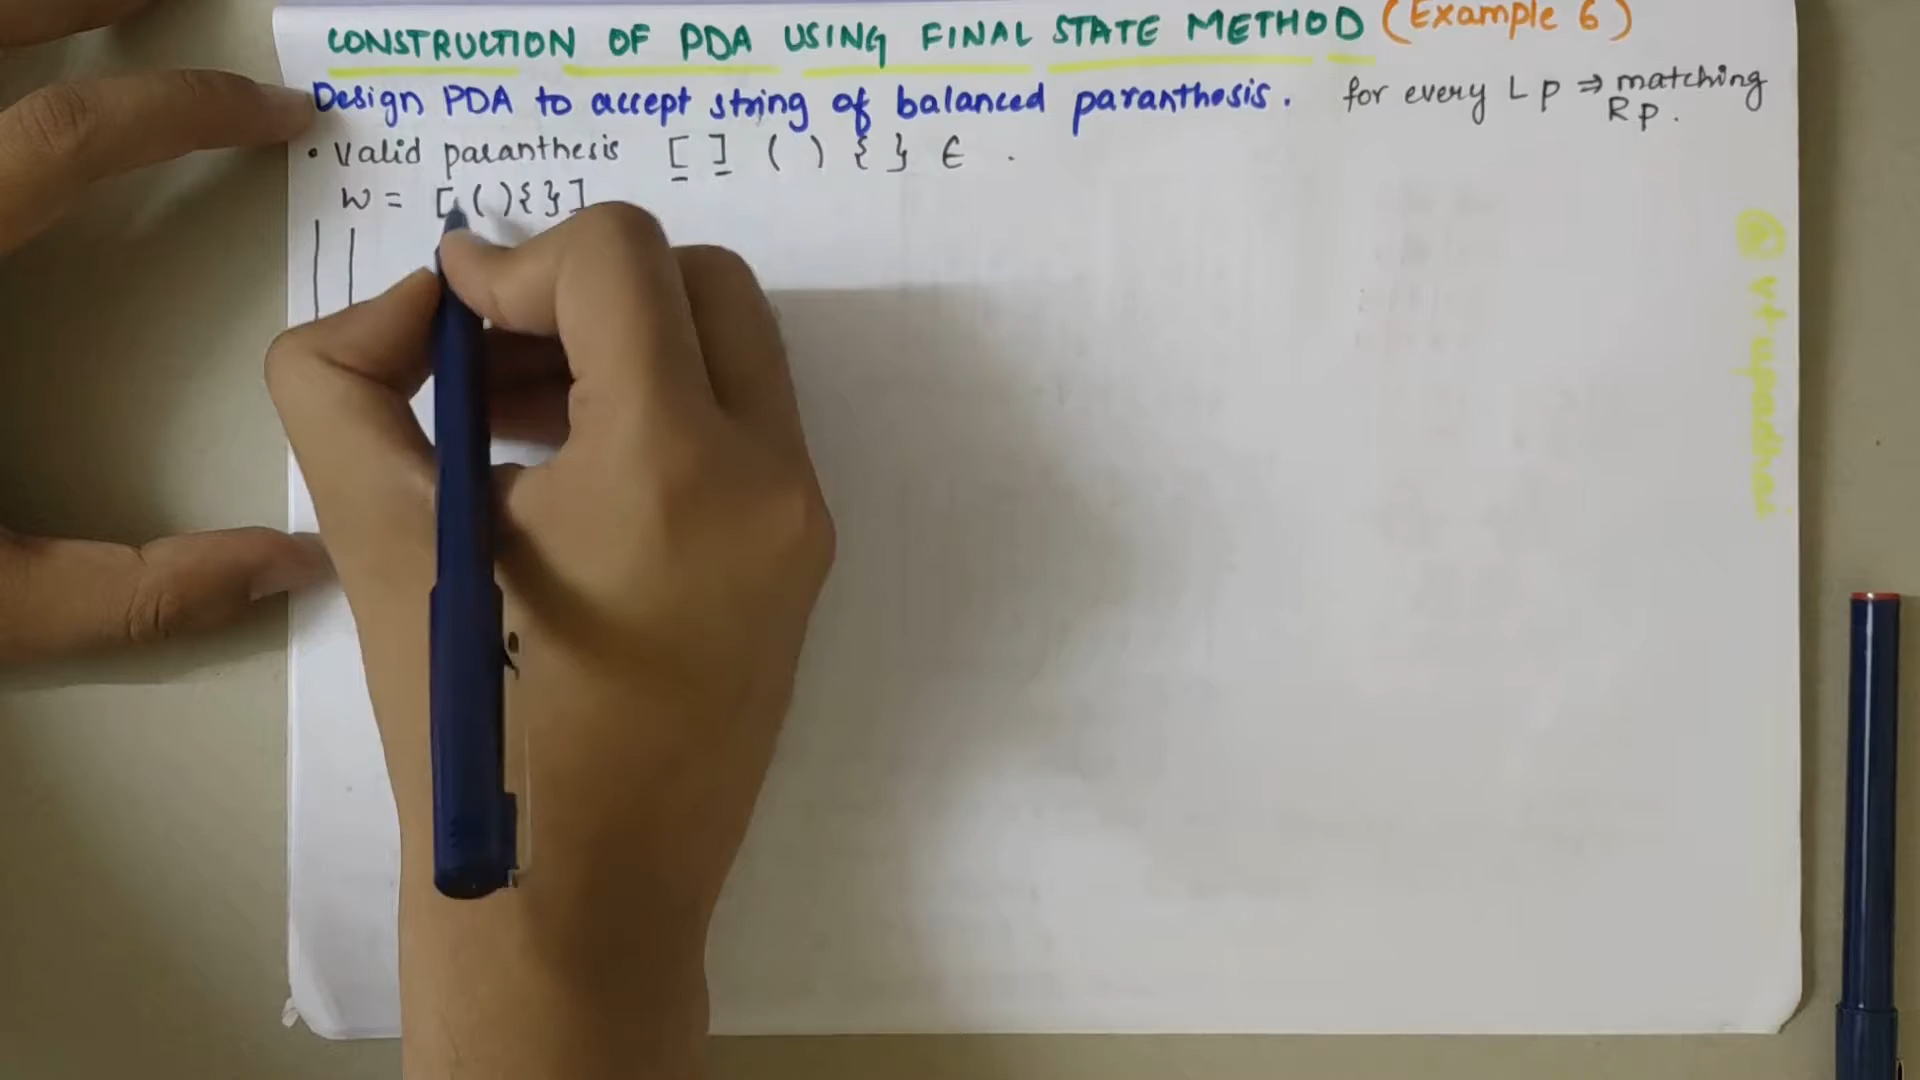 CONSTRUCTION OF PDA USING FINAL STATE METHOD (Example 6)
Design PDA to accept string of balanced paranthesis. for every LP ⇒ matching
RP.
• Valid paranthesis [ ] ( ) { } ϵ .
W = [(){}]
@vtupadhai